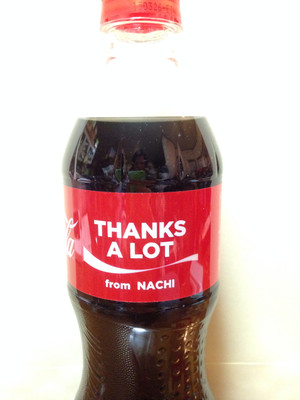 THANKS
A LOT
from NACHI